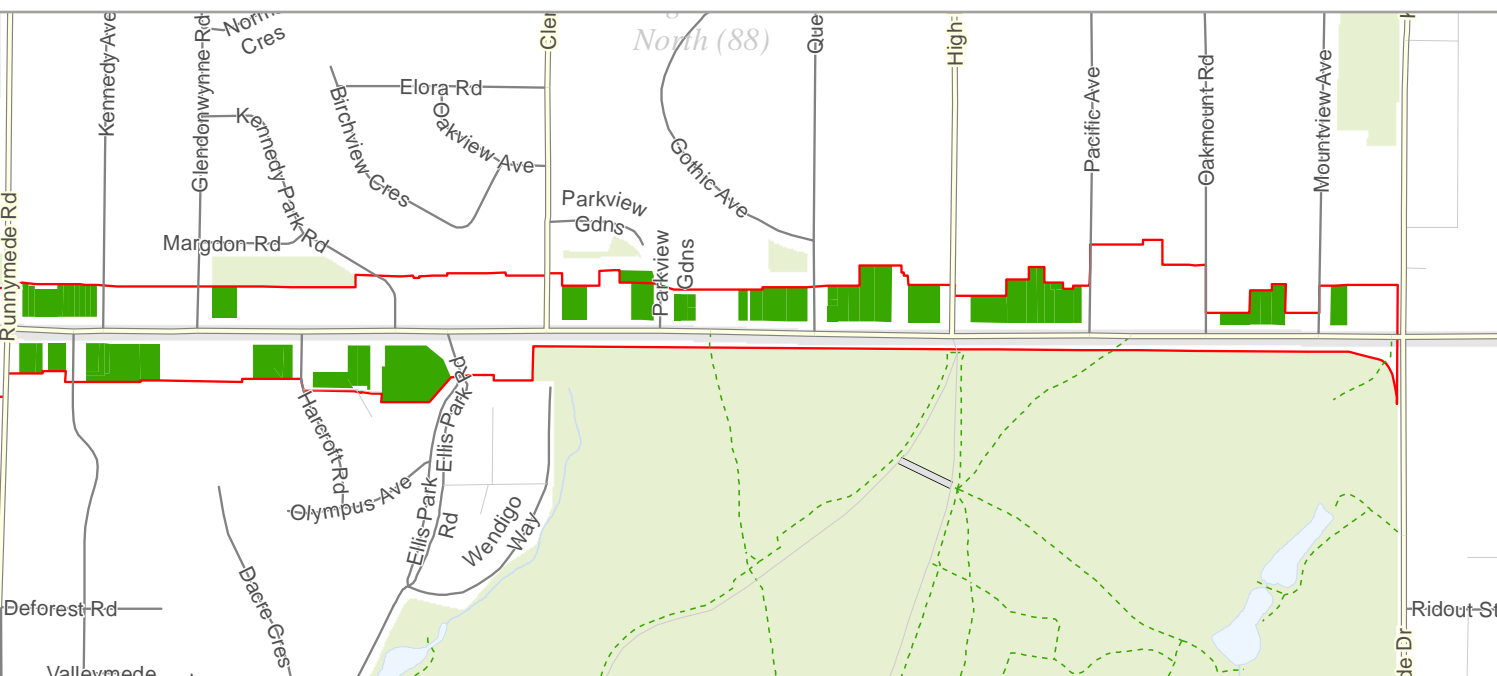 Kennedy-Ave
Glendonwynne-Rd
Cres
North (88)
High-
Elora Rd
Birchview-Cres
Oakview-Ave
Kennedy-Park-Rd
Gothic-Ave
Pacific-Ave
Oakmount-Rd
Mountview-Ave
Runnymede-Rd
Margdon-Rd
Parkview
Gdns
Parkview
Gdns
Harcroft-Rd
Olympus-Ave
Ellis-Park-Rd
Ellis-Park
Rd
Wendigo
Way
Dacre-Cres
Deforest-Rd
Ridout-St
de-Dr